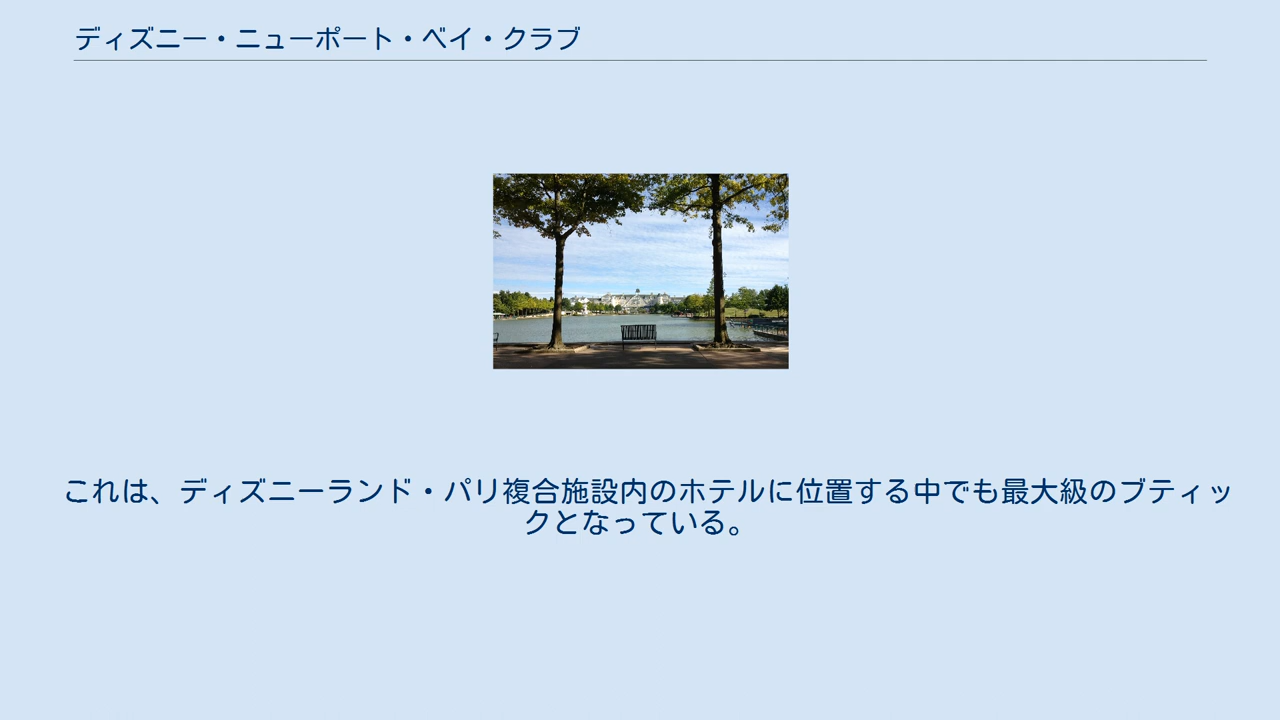 ディズニー・ニューポート・ベイ・クラブ
これは、ディズニーランド・パリ複合施設内のホテルに位置する中でも最大級のブティッ
クとなっている。